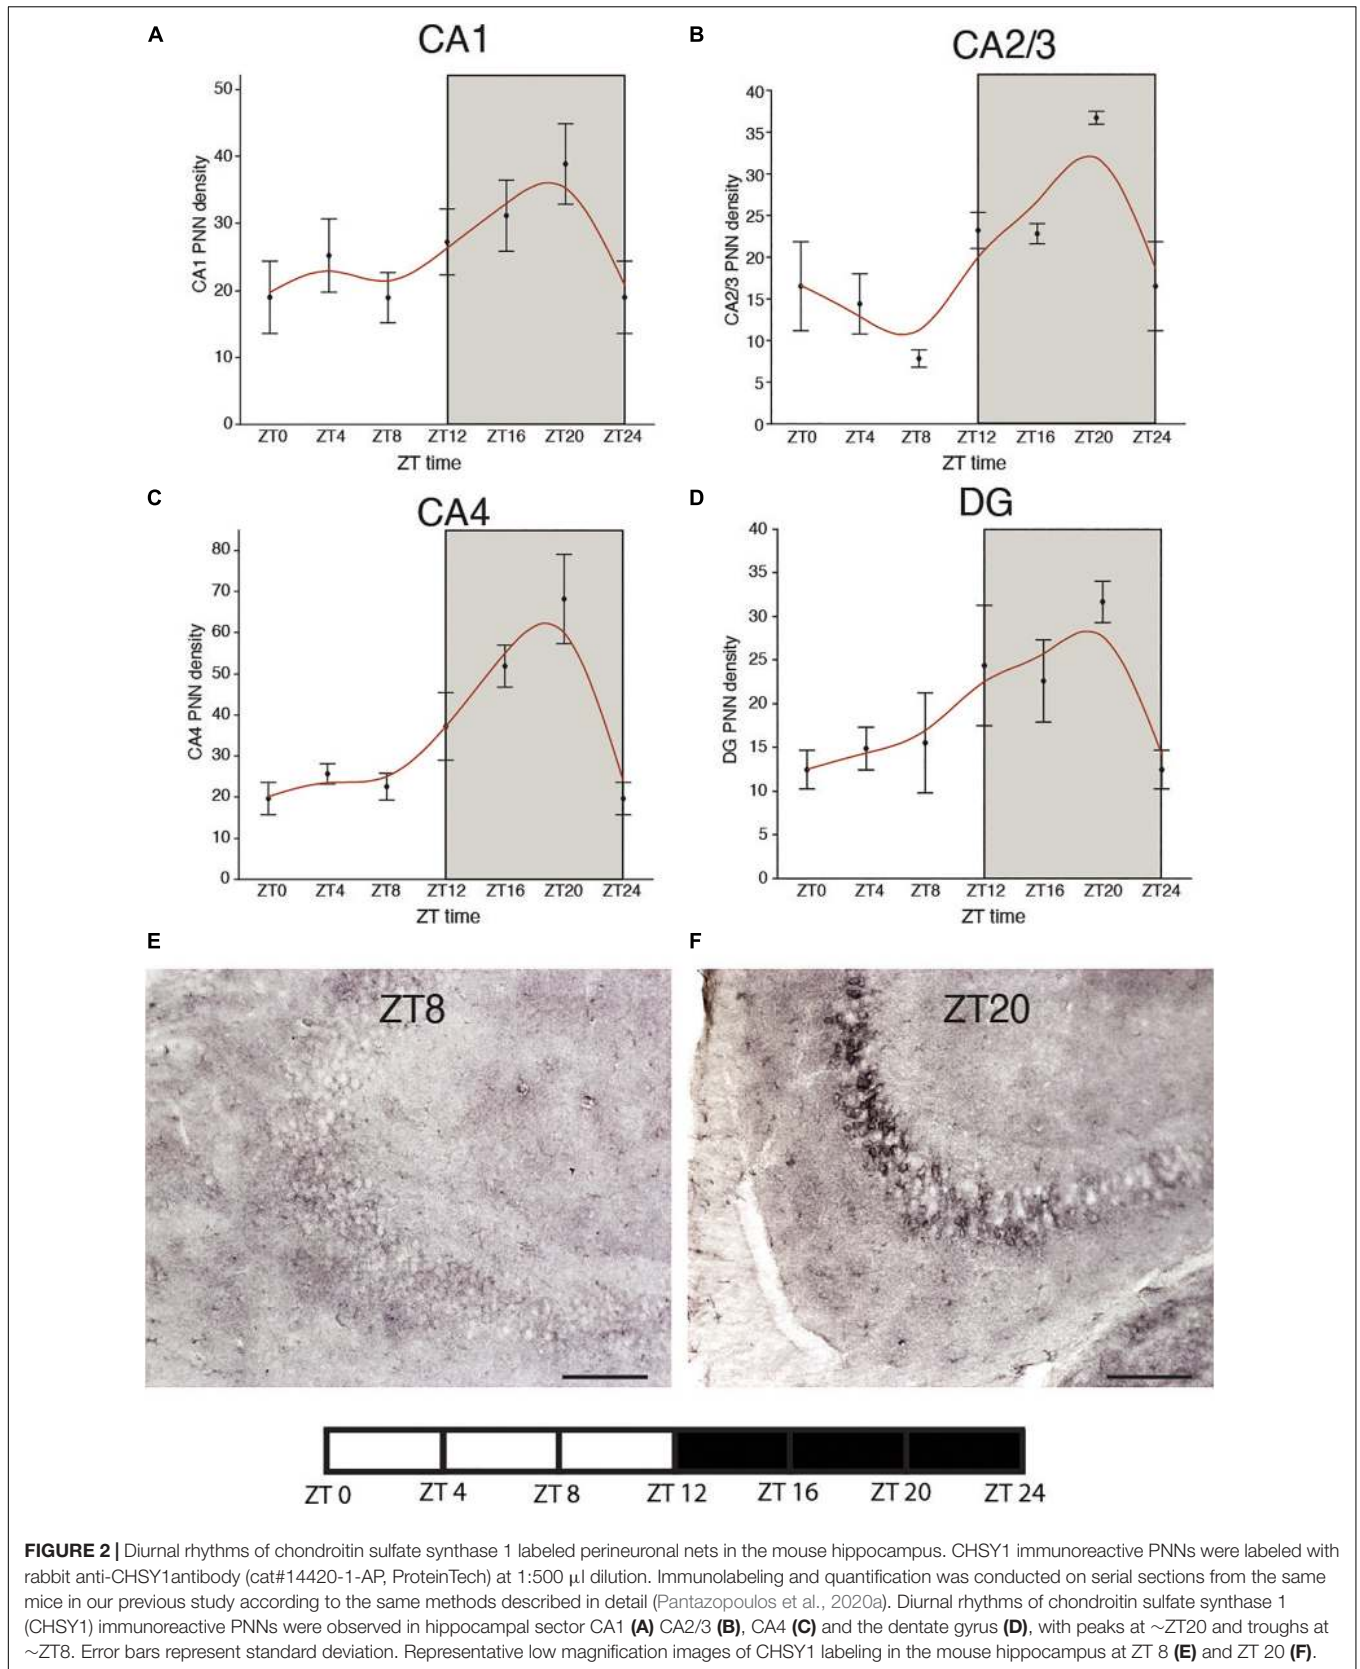 A
CA1
50
40
30
20
10
0
CA1 PNN density
ZT0 ZT4 ZT8 ZT12 ZT16 ZT20 ZT24
ZT time
B
CA2/3
40
35
30
25
20
15
10
5
0
CA2/3 PNN density
ZT0 ZT4 ZT8 ZT12 ZT16 ZT20 ZT24
ZT time
C
CA4
80
70
60
50
40
30
20
10
0
CA4 PNN density
ZT0 ZT4 ZT8 ZT12 ZT16 ZT20 ZT24
ZT time
D
DG
40
35
30
25
20
15
10
5
0
DG PNN density
ZT0 ZT4 ZT8 ZT12 ZT16 ZT20 ZT24
ZT time
E
ZT8
F
ZT20
ZT 0 ZT 4 ZT 8 ZT 12 ZT 16 ZT 20 ZT 24
FIGURE 2 | Diurnal rhythms of chondroitin sulfate synthase 1 labeled perineuronal nets in the mouse hippocampus. CHSY1 immunoreactive PNNs were labeled with
rabbit anti-CHSY1antibody (cat#14420-1-AP, ProteinTech) at 1:500 μl dilution. Immunolabeling and quantification was conducted on serial sections from the same
mice in our previous study according to the same methods described in detail (Pantazopoulos et al., 2020a). Diurnal rhythms of chondroitin sulfate synthase 1
(CHSY1) immunoreactive PNNs were observed in hippocampal sector CA1 (A) CA2/3 (B), CA4 (C) and the dentate gyrus (D), with peaks at ~ZT20 and troughs at
~ZT8. Error bars represent standard deviation. Representative low magnification images of CHSY1 labeling in the mouse hippocampus at ZT 8 (E) and ZT 20 (F).